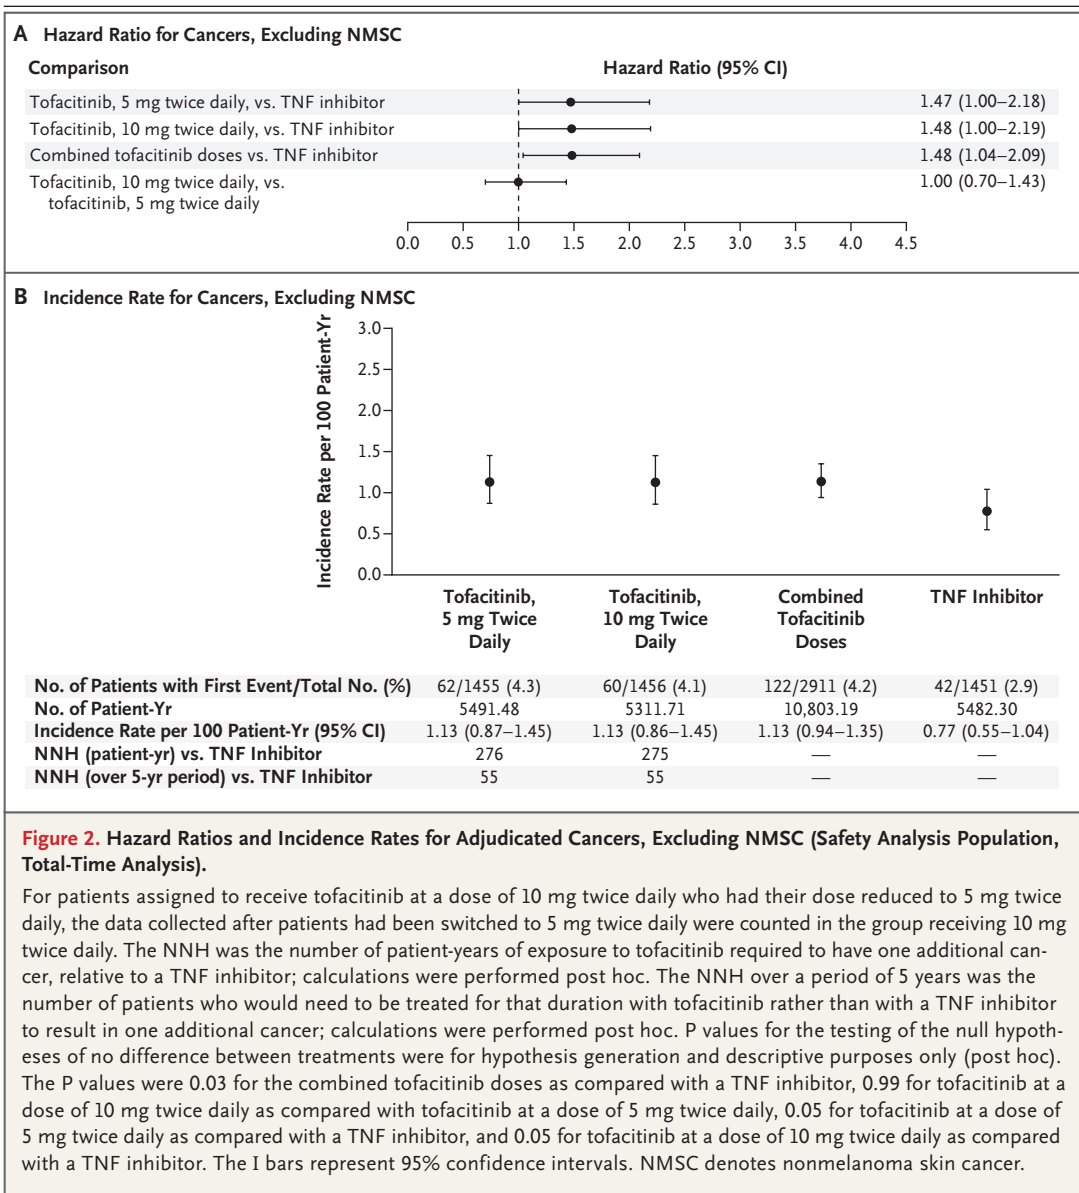 A Hazard Ratio for Cancers, Excluding NMSC
Comparison Hazard Ratio (95% CI)
Tofacitinib, 5 mg twice daily, vs. TNF inhibitor 1.47 (1.00–2.18)
Tofacitinib, 10 mg twice daily, vs. TNF inhibitor 1.48 (1.00–2.19)
Combined tofacitinib doses vs. TNF inhibitor 1.48 (1.04–2.09)
Tofacitinib, 10 mg twice daily, vs. 1.00 (0.70–1.43)
tofacitinib, 5 mg twice daily
0.0 0.5 1.0 1.5 2.0 2.5 3.0 3.5 4.0 4.5
B Incidence Rate for Cancers, Excluding NMSC
Incidence Rate per 100 Patient-Yr
3.0
2.5
2.0
1.5
1.0
0.5
0.0
Tofacitinib, Tofacitinib, Combined TNF Inhibitor
5 mg Twice 10 mg Twice Tofacitinib
Daily Daily Doses
No. of Patients with First Event/Total No. (%) 62/1455 (4.3) 60/1456 (4.1) 122/2911 (4.2) 42/1451 (2.9)
No. of Patient-Yr 5491.48 5311.71 10,803.19 5482.30
Incidence Rate per 100 Patient-Yr (95% CI) 1.13 (0.87–1.45) 1.13 (0.86–1.45) 1.13 (0.94–1.35) 0.77 (0.55–1.04)
NNH (patient-yr) vs. TNF Inhibitor 276 275 — —
NNH (over 5-yr period) vs. TNF Inhibitor 55 55 — —
Figure 2. Hazard Ratios and Incidence Rates for Adjudicated Cancers, Excluding NMSC (Safety Analysis Population,
Total-Time Analysis).
For patients assigned to receive tofacitinib at a dose of 10 mg twice daily who had their dose reduced to 5 mg twice
daily, the data collected after patients had been switched to 5 mg twice daily were counted in the group receiving 10 mg
twice daily. The NNH was the number of patient-years of exposure to tofacitinib required to have one additional can-
cer, relative to a TNF inhibitor; calculations were performed post hoc. The NNH over a period of 5 years was the
number of patients who would need to be treated for that duration with tofacitinib rather than with a TNF inhibitor
to result in one additional cancer; calculations were performed post hoc. P values for the testing of the null hypoth-
eses of no difference between treatments were for hypothesis generation and descriptive purposes only (post hoc).
The P values were 0.03 for the combined tofacitinib doses as compared with a TNF inhibitor, 0.99 for tofacitinib at a
dose of 10 mg twice daily as compared with tofacitinib at a dose of 5 mg twice daily, 0.05 for tofacitinib at a dose of
5 mg twice daily as compared with a TNF inhibitor, and 0.05 for tofacitinib at a dose of 10 mg twice daily as compared
with a TNF inhibitor. The I bars represent 95% confidence intervals. NMSC denotes nonmelanoma skin cancer.